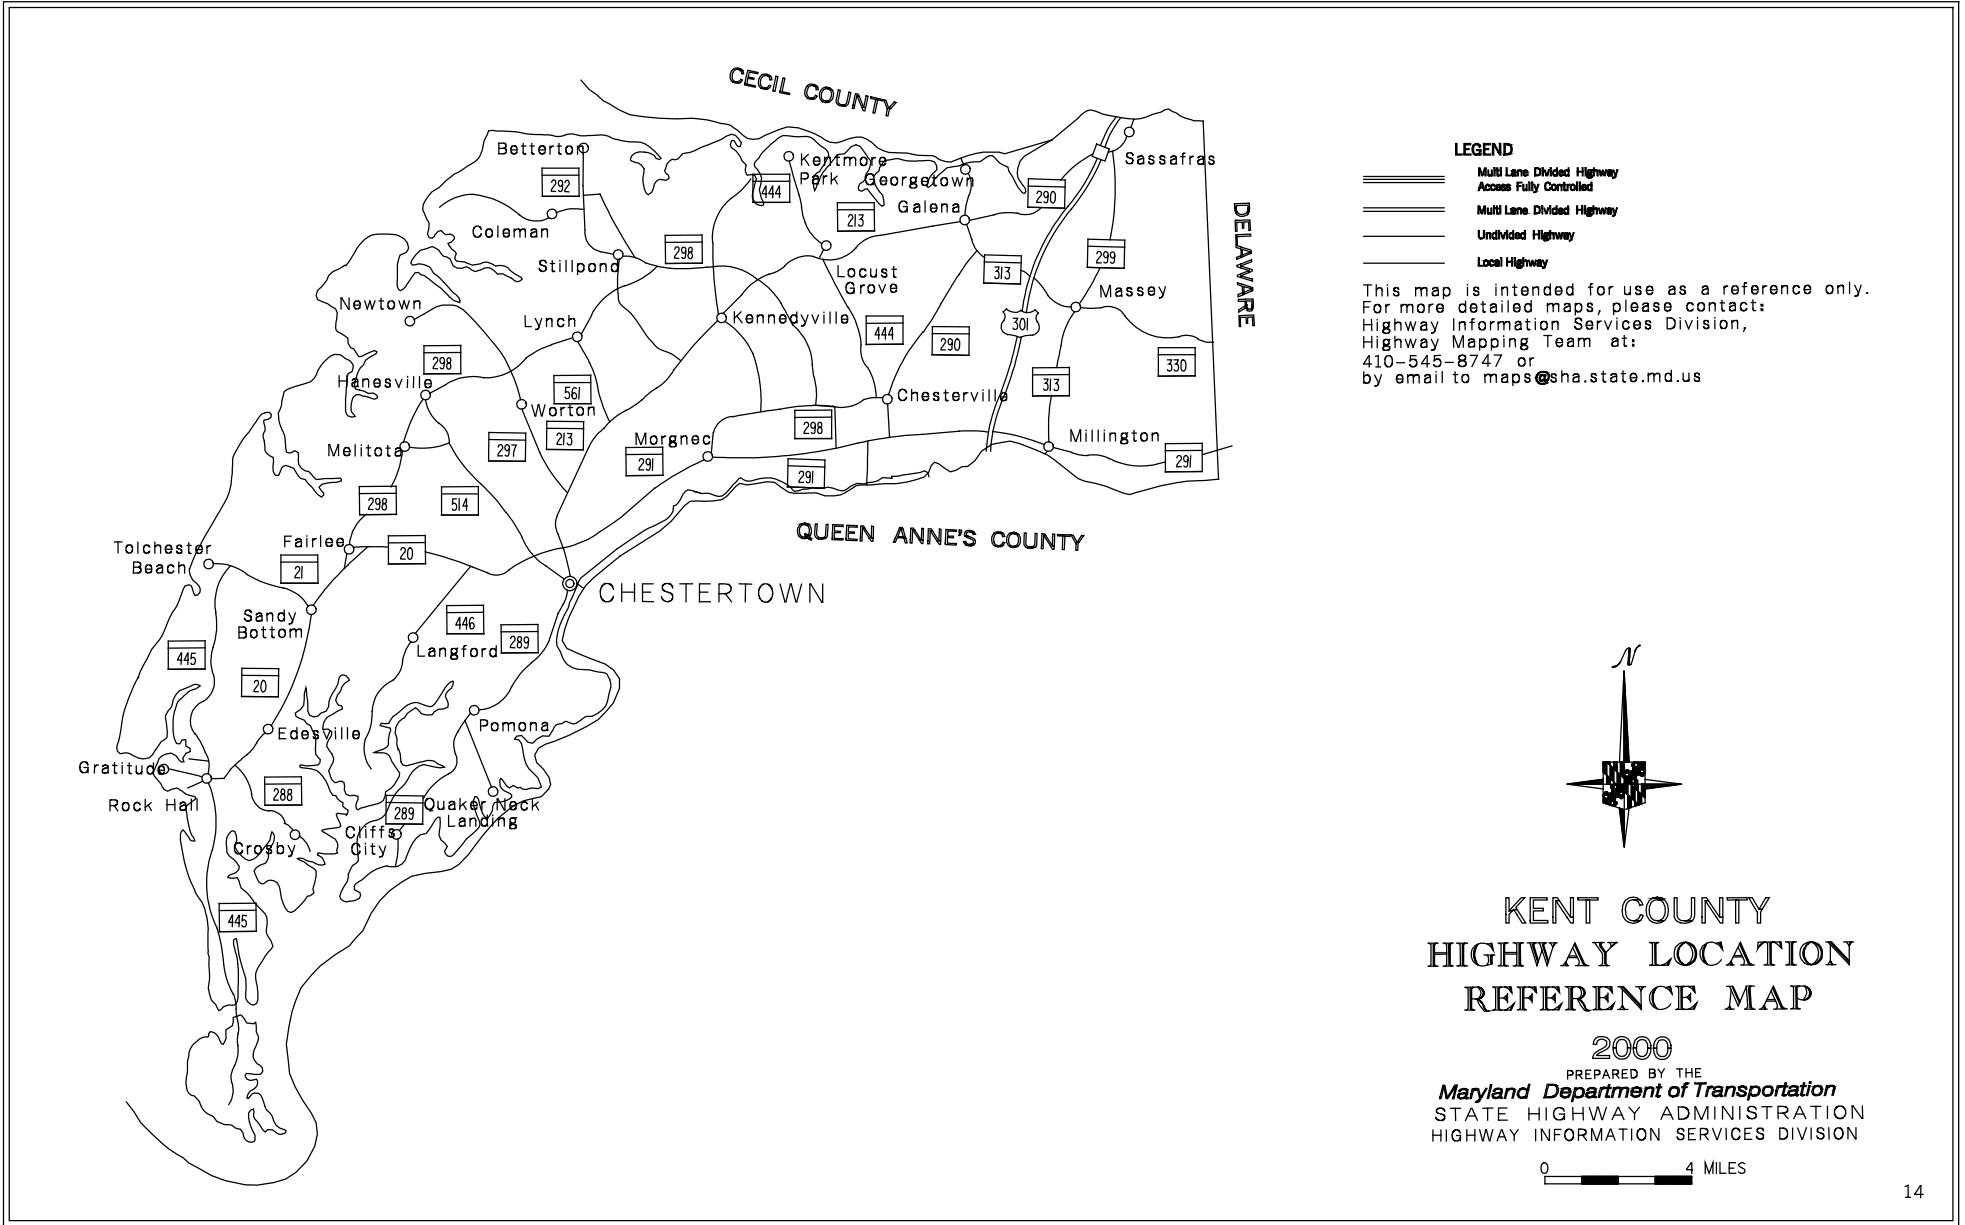 CECIL COUNTY
Betterton
Kentmore
Park
Georgetown
Sassafras
292
444
290
Coleman
213
Galena
Stillpond
298
Locust
Grove
313
299
DELAWARE
Newtown
Lynch
Kennedyville
Massey
301
444
290
298
330
Hanesville
561
313
Worton
Chesterville
213
298
Melitota
297
Morgnec
Millington
291
291
291
298
514
QUEEN ANNE'S COUNTY
Tolchester
Beach
Fairlee
20
21
CHESTERTOWN
Sandy
Bottom
446
289
Langford
445
20
Pomona
Edesville
Gratitude
Rock Hall
288
289
Quaker Neck
Landing
Cliffs
City
Crosby
445
LEGEND
Multi Lane Divided Highway
Access Fully Controlled
Multi Lane Divided Highway
Undivided Highway
Local Highway
This map is intended for use as a reference only.
For more detailed maps, please contact:
Highway Information Services Division,
Highway Mapping Team at:
410-545-8747 or
by email to maps@sha.state.md.us
N
KENT COUNTY
HIGHWAY LOCATION
REFERENCE MAP
2000
PREPARED BY THE
Maryland Department of Transportation
STATE HIGHWAY ADMINISTRATION
HIGHWAY INFORMATION SERVICES DIVISION
0 4 MILES
14